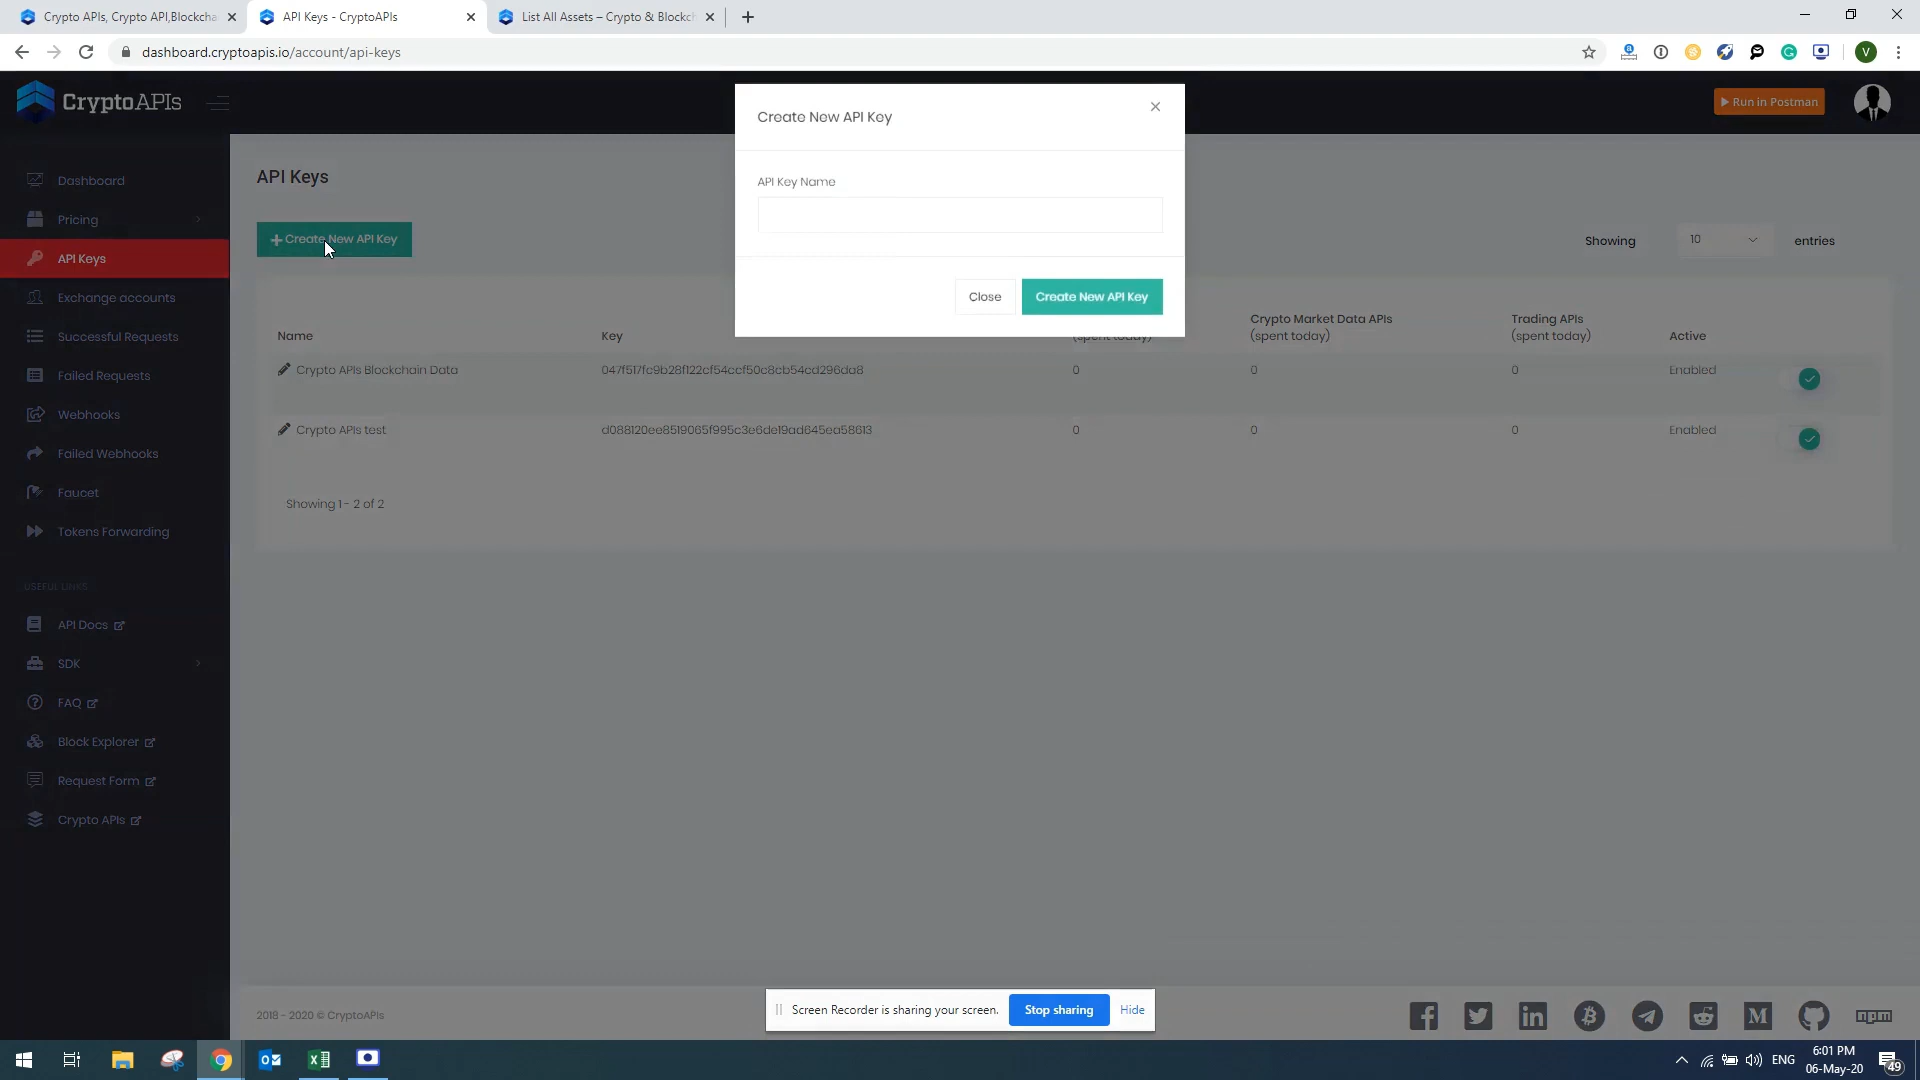 Crypto APIs, Crypto API,Blockcha
API Keys - CryptoAPIs
List All Assets – Crypto & Blockc
dashboard.cryptoapis.io/account/api-keys
V
CryptoAPIs
Run in Postman
Dashboard
Pricing
API Keys
Exchange accounts
Successful Requests
Failed Requests
Webhooks
Failed Webhooks
Faucet
Tokens Forwarding
USEFUL LINKS
API Docs
SDK
FAQ
Block Explorer
Request Form
Crypto APIs
API Keys
Create New API Key
Showing 10 entries
Create New API Key
API Key Name
Close
Create New API Key
Name
Key
(spent today)
Crypto Market Data APIs
(spent today)
Trading APIs
(spent today)
Active
Crypto APIs Blockchain Data 047f517fc9b28f122cf54ccf50c8cb54cd296da8 0 0 0 Enabled
Crypto APIs test d088120ee8519065f995c3e6de19ad645ea58613 0 0 0 Enabled
Showing 1 - 2 of 2
2018 - 2020 © CryptoAPIs
Screen Recorder is sharing your screen.
Stop sharing
Hide
npm
ENG
6:01 PM
06-May-20
49